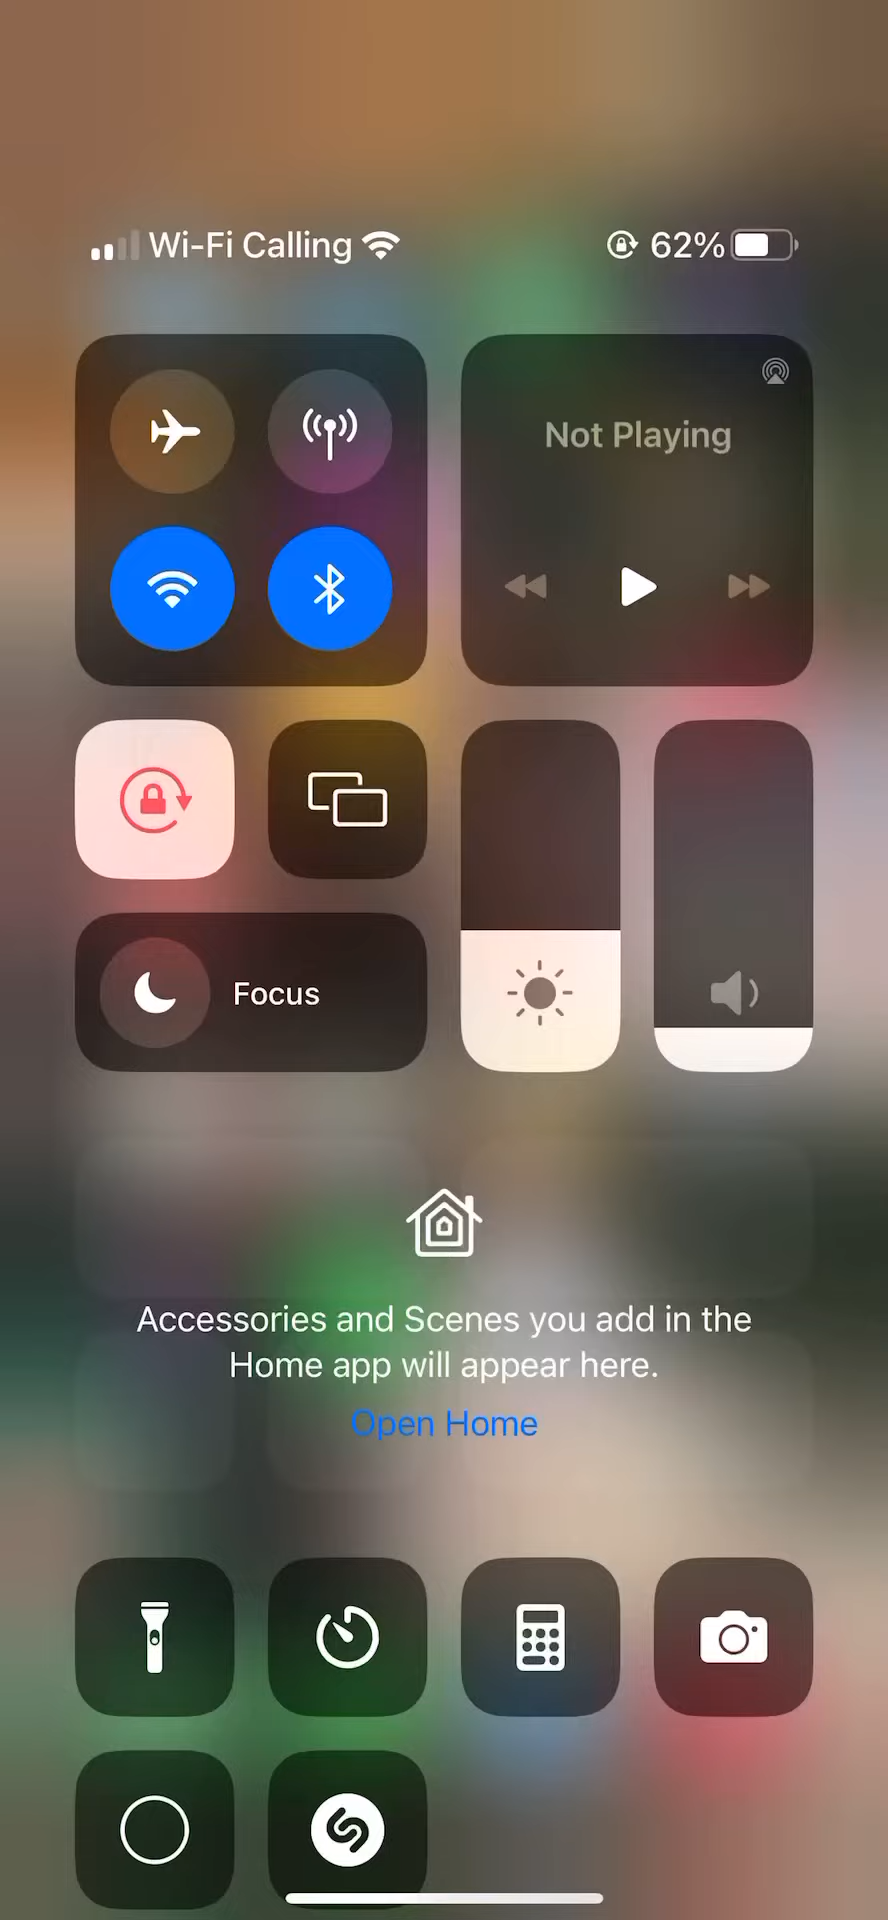 Wi-Fi Calling
62%
Not Playing
Focus
Accessories and Scenes you add in the
Home app will appear here.
Open Home